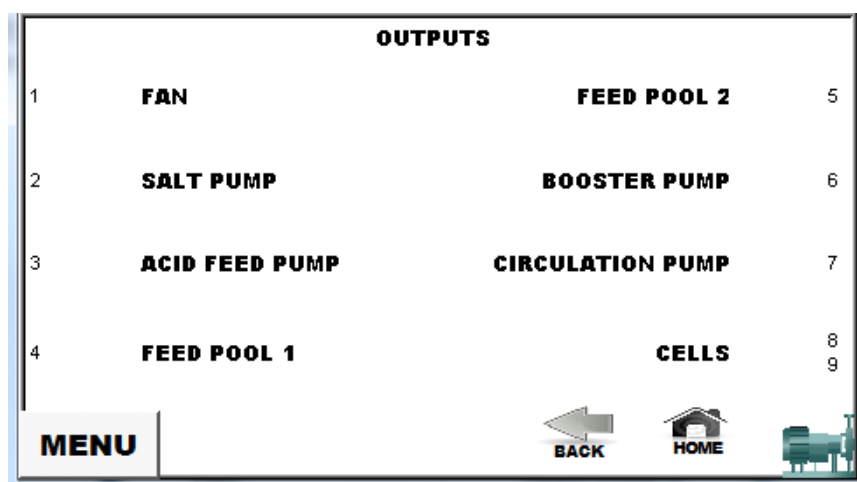 OUTPUTS
1 FAN FEED POOL 2 5
2 SALT PUMP BOOSTER PUMP 6
3 ACID FEED PUMP CIRCULATION PUMP 7
4 FEED POOL 1 CELLS 8
9
MENU BACK HOME